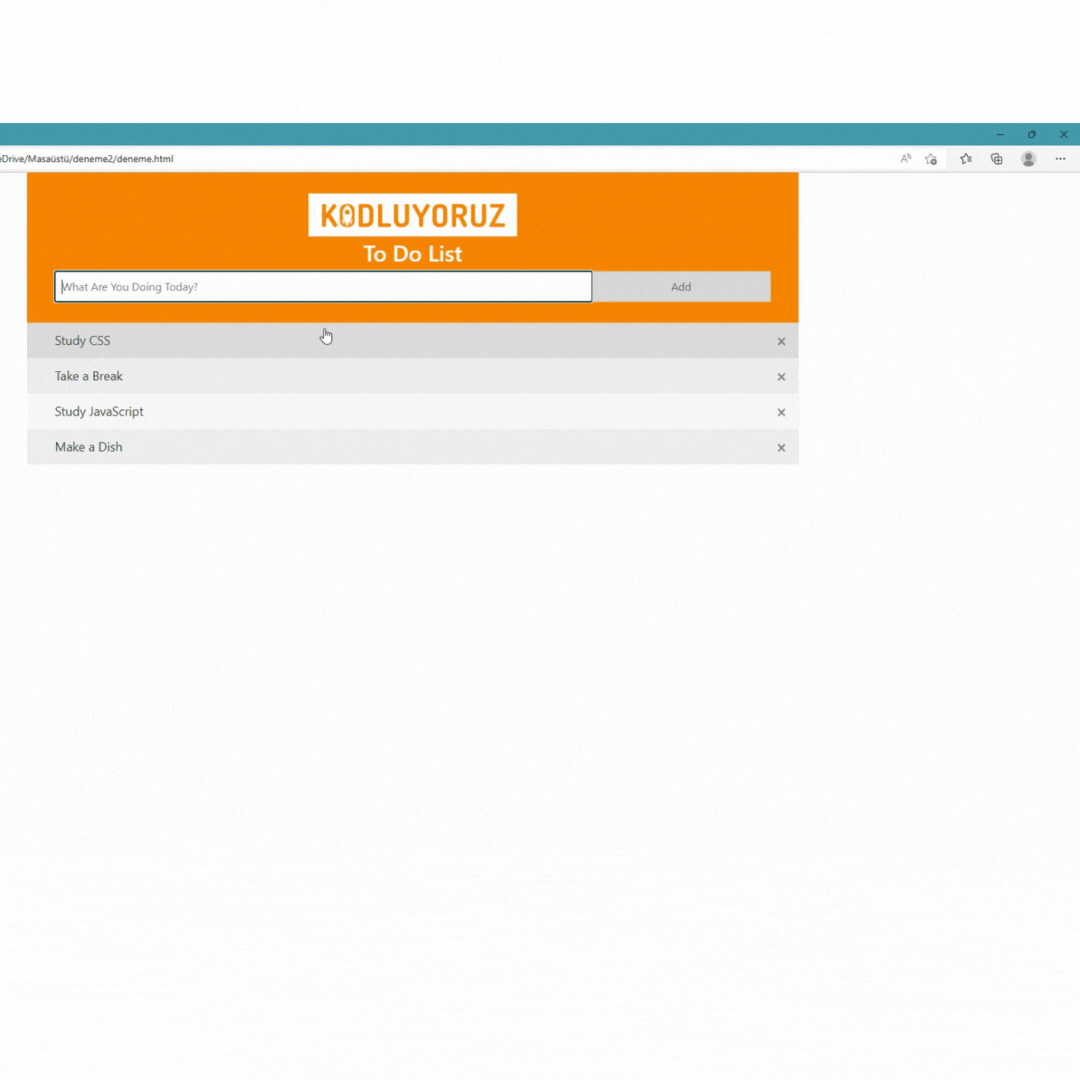 eDrive/Masaüstü/deneme2/deneme.html
KODLUYORUZ
To Do List
What Are You Doing Today?
Add
Study CSS
Take a Break
Study JavaScript
Make a Dish